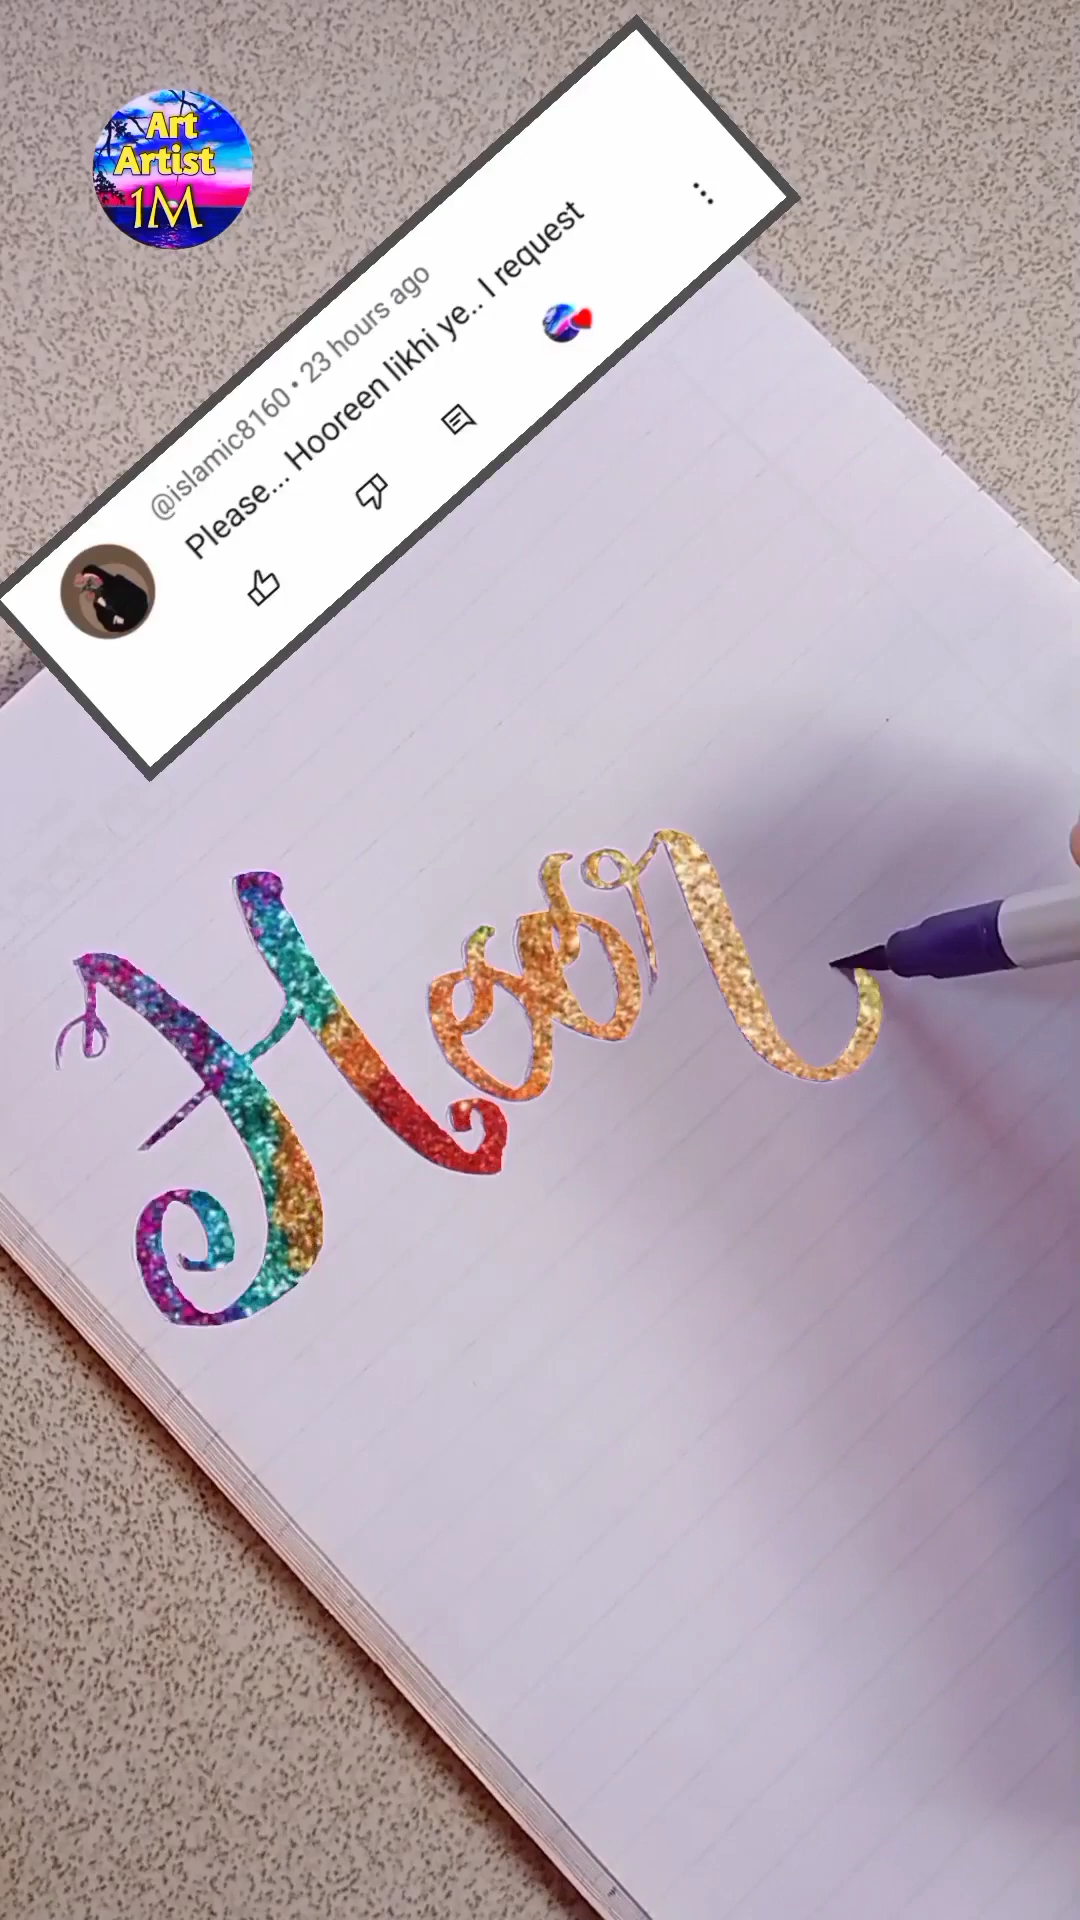 Art
Artist
1M
@islamic8160 • 23 hours ago
Please... Hooreen likhi ye.. I request
Hoor